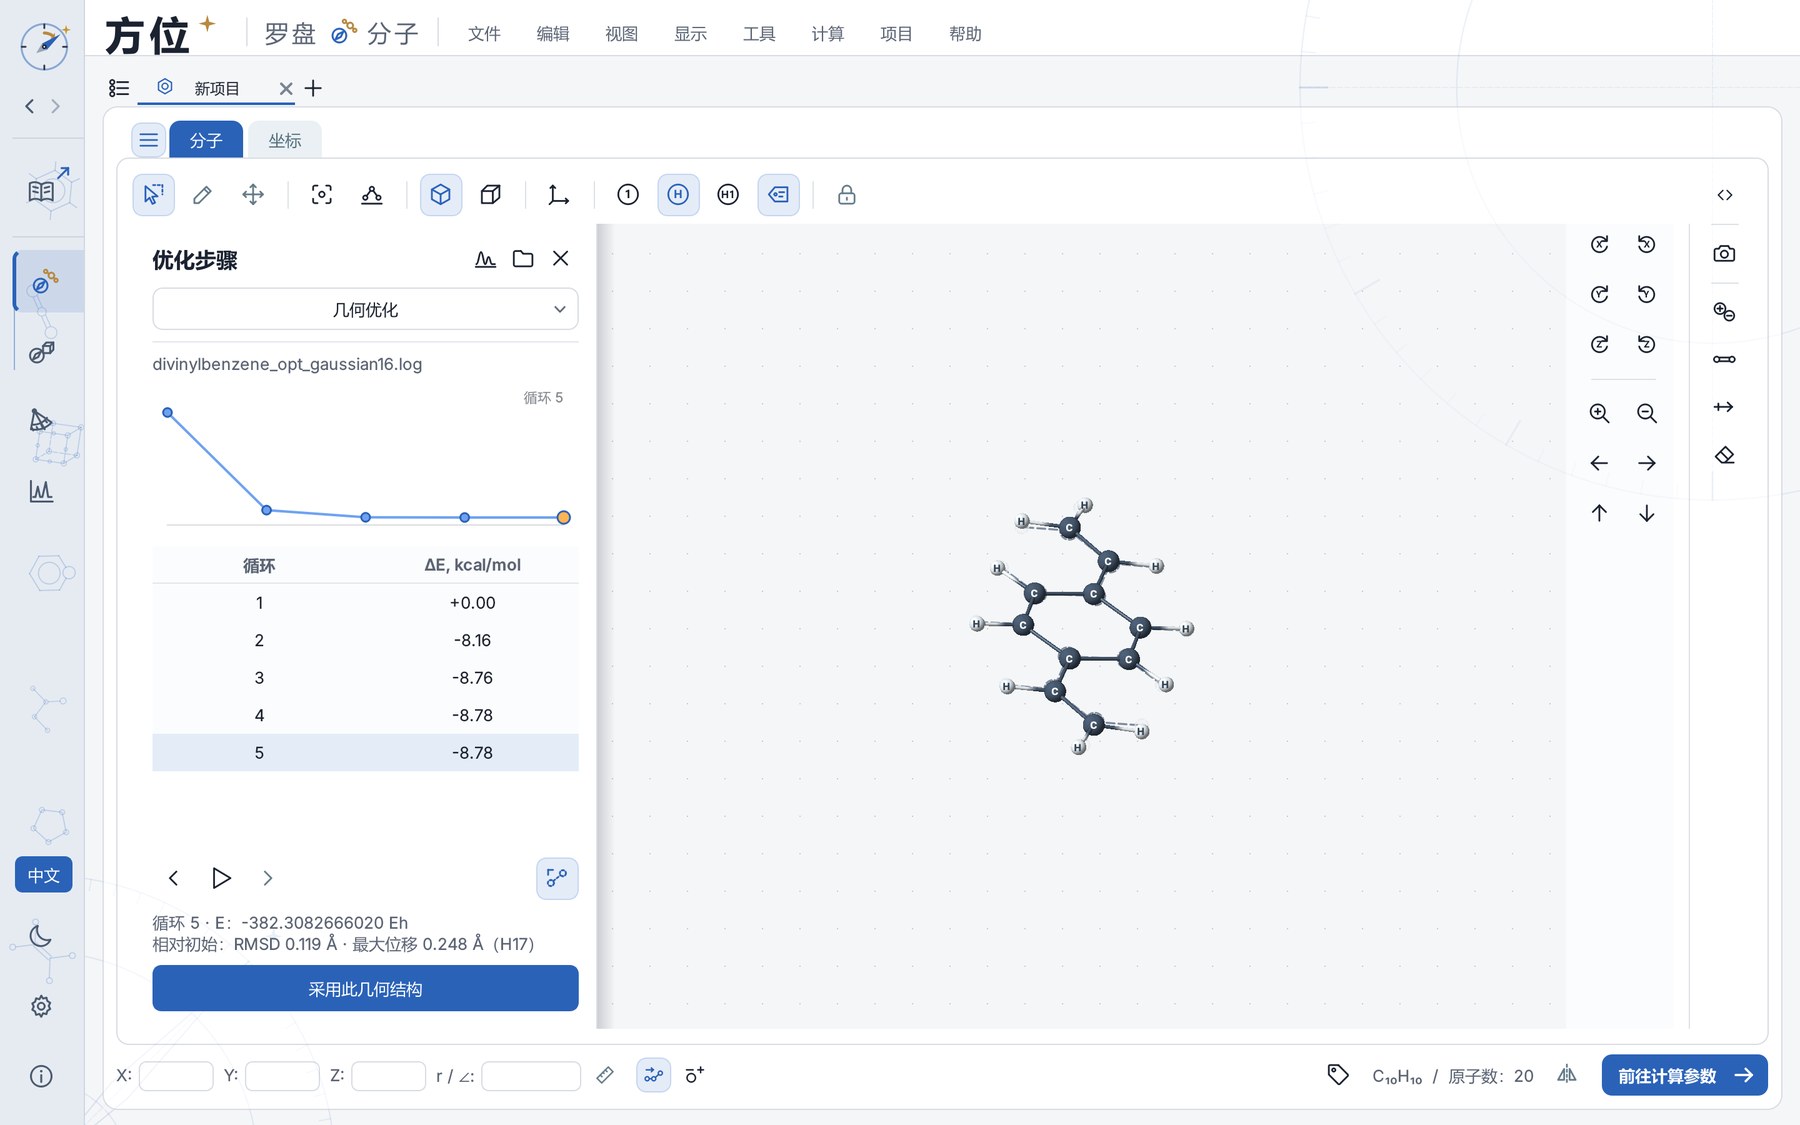 方位
罗盘 分子
文件 编辑 视图 显示 工具 计算 项目 帮助
新项目
分子 坐标
1 H H1
优化步骤
几何优化
divinylbenzene_opt_gaussian16.log
循环 5
循环 ΔE, kcal/mol
1 +0.00
2 -8.16
3 -8.76
4 -8.78
5 -8.78
循环 5 · E: -382.3082666020 Eh
相对初始: RMSD 0.119 Å · 最大位移 0.248 Å (H17)
采用此几何结构
H
H C
C H
H
C C
H C C H
C C
H
H C
C H
H
X X
Y Y
Z Z
中文
X: Y: Z: r / ∠:
C₁₀H₁₀ / 原子数: 20
前往计算参数